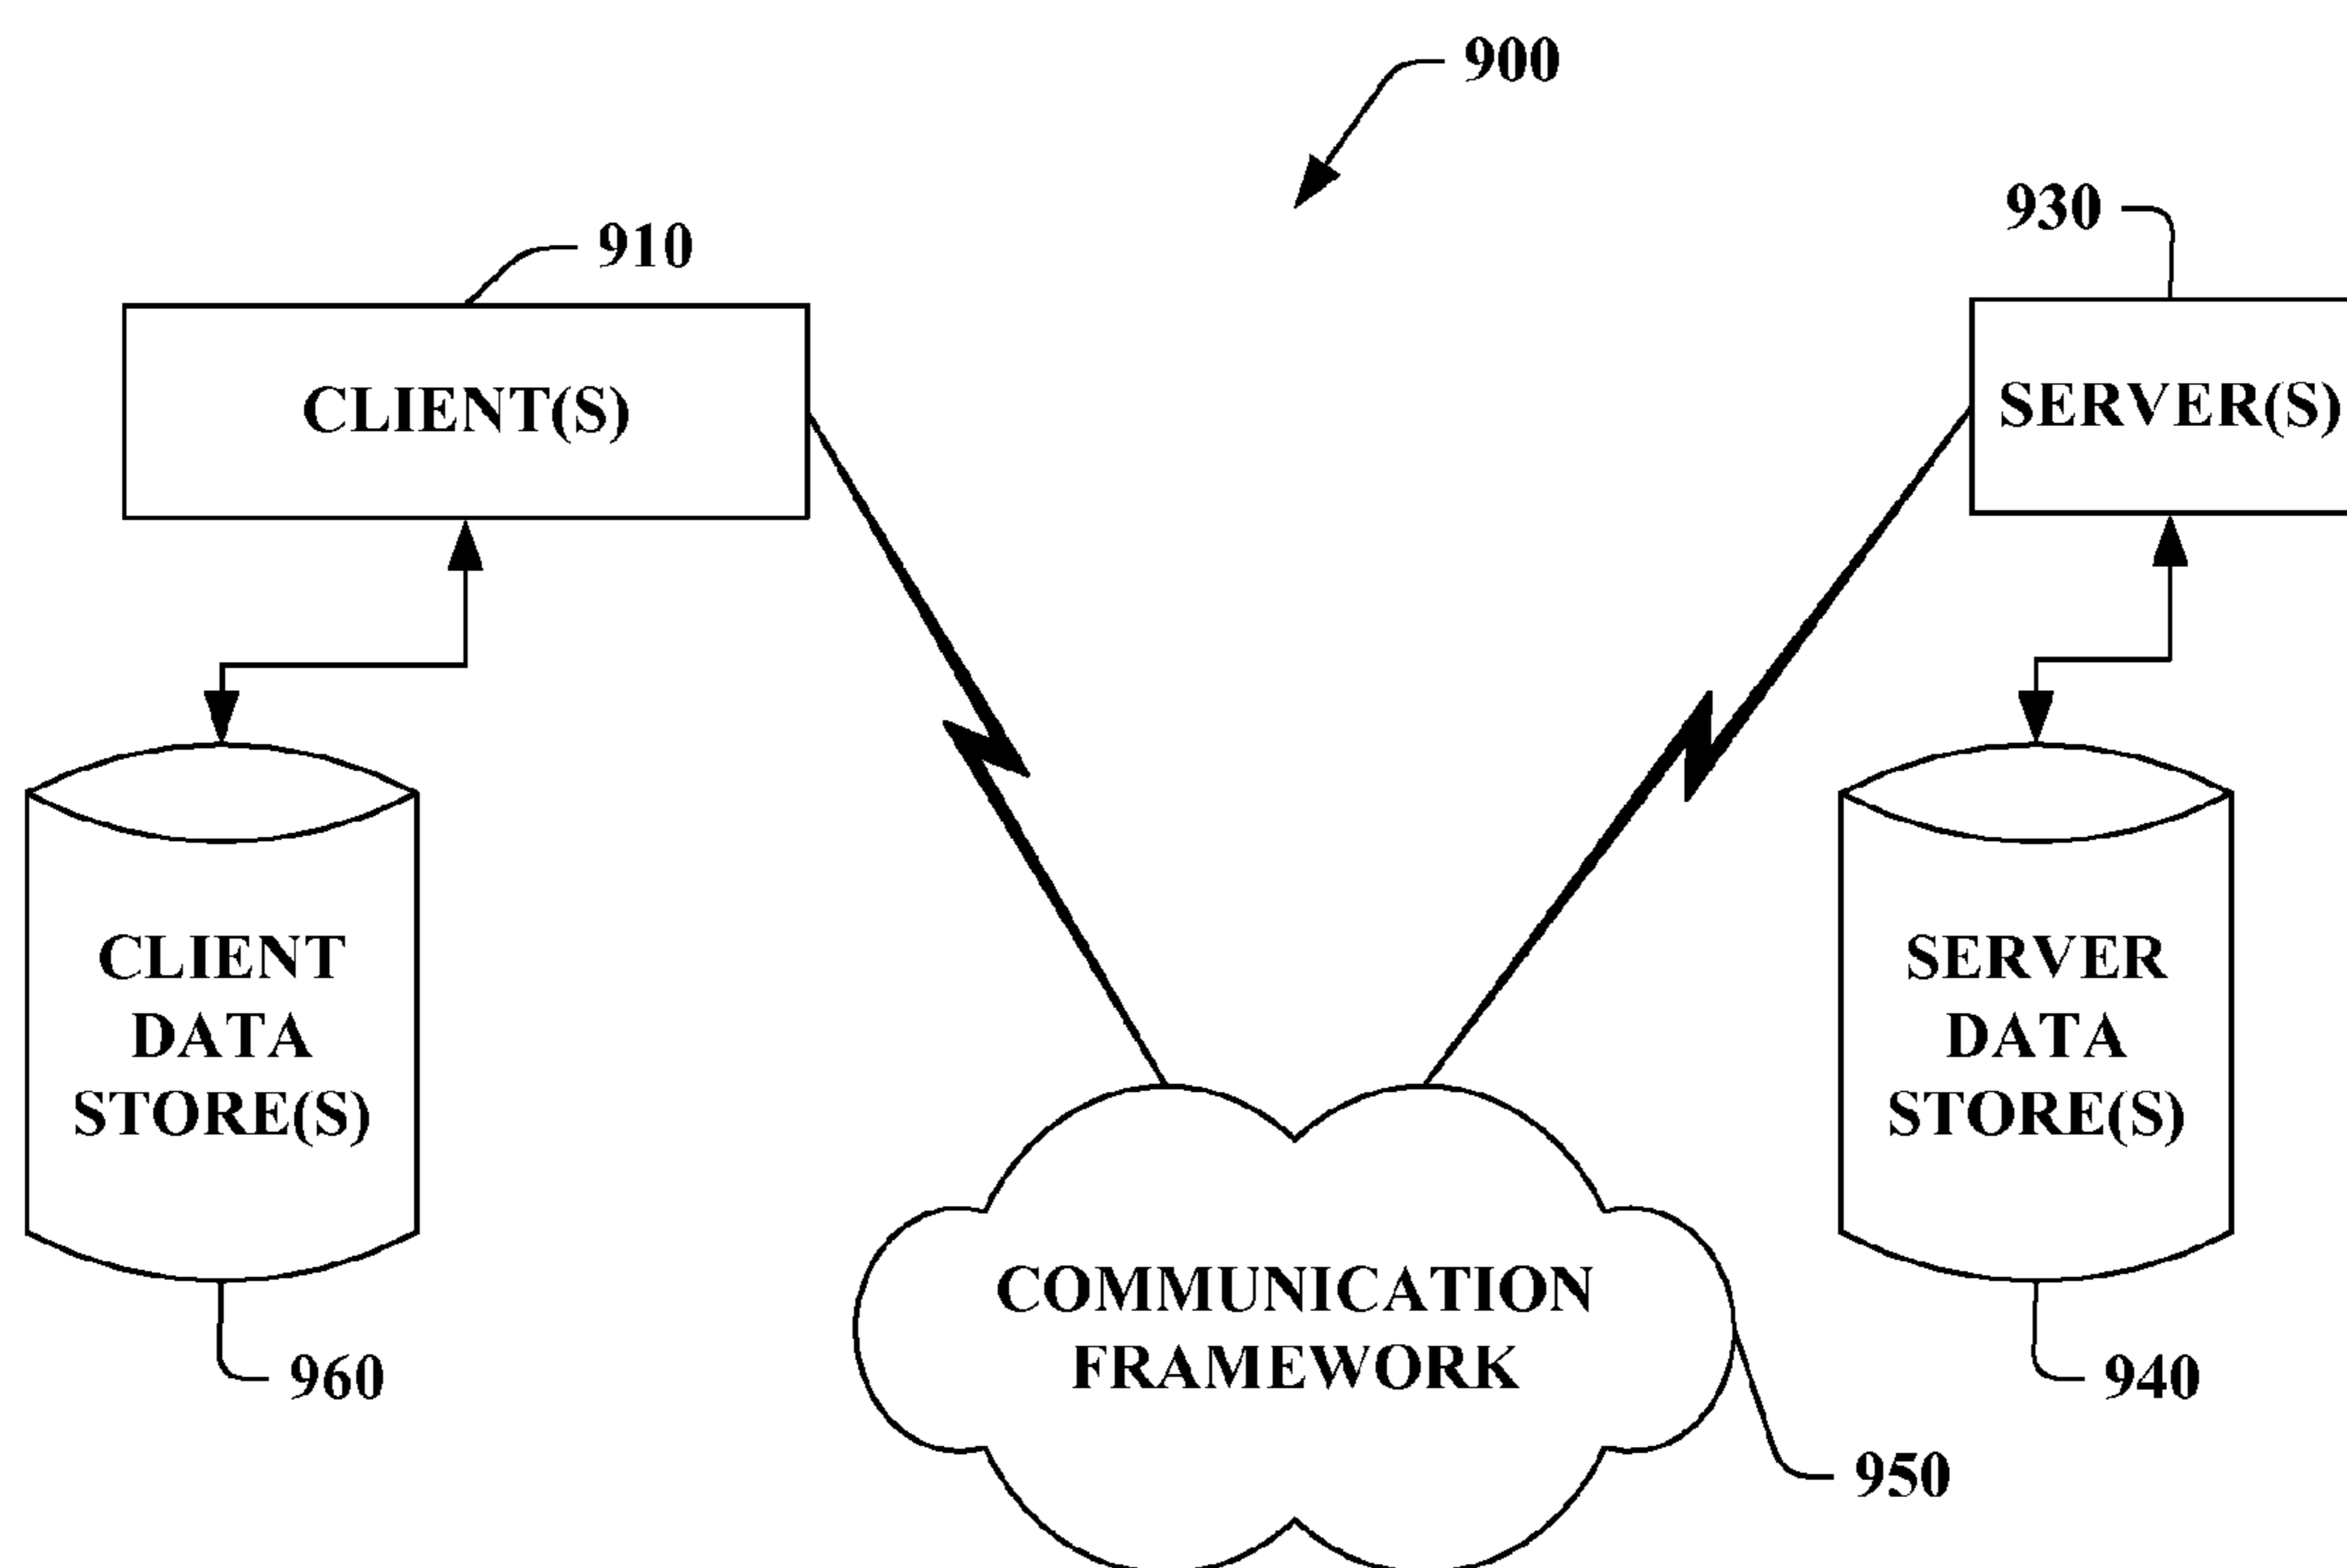 900
930
910
CLIENT(S)
SERVER(S)
CLIENT
DATA
STORE(S)
SERVER
DATA
STORE(S)
COMMUNICATION
FRAMEWORK
960
940
950